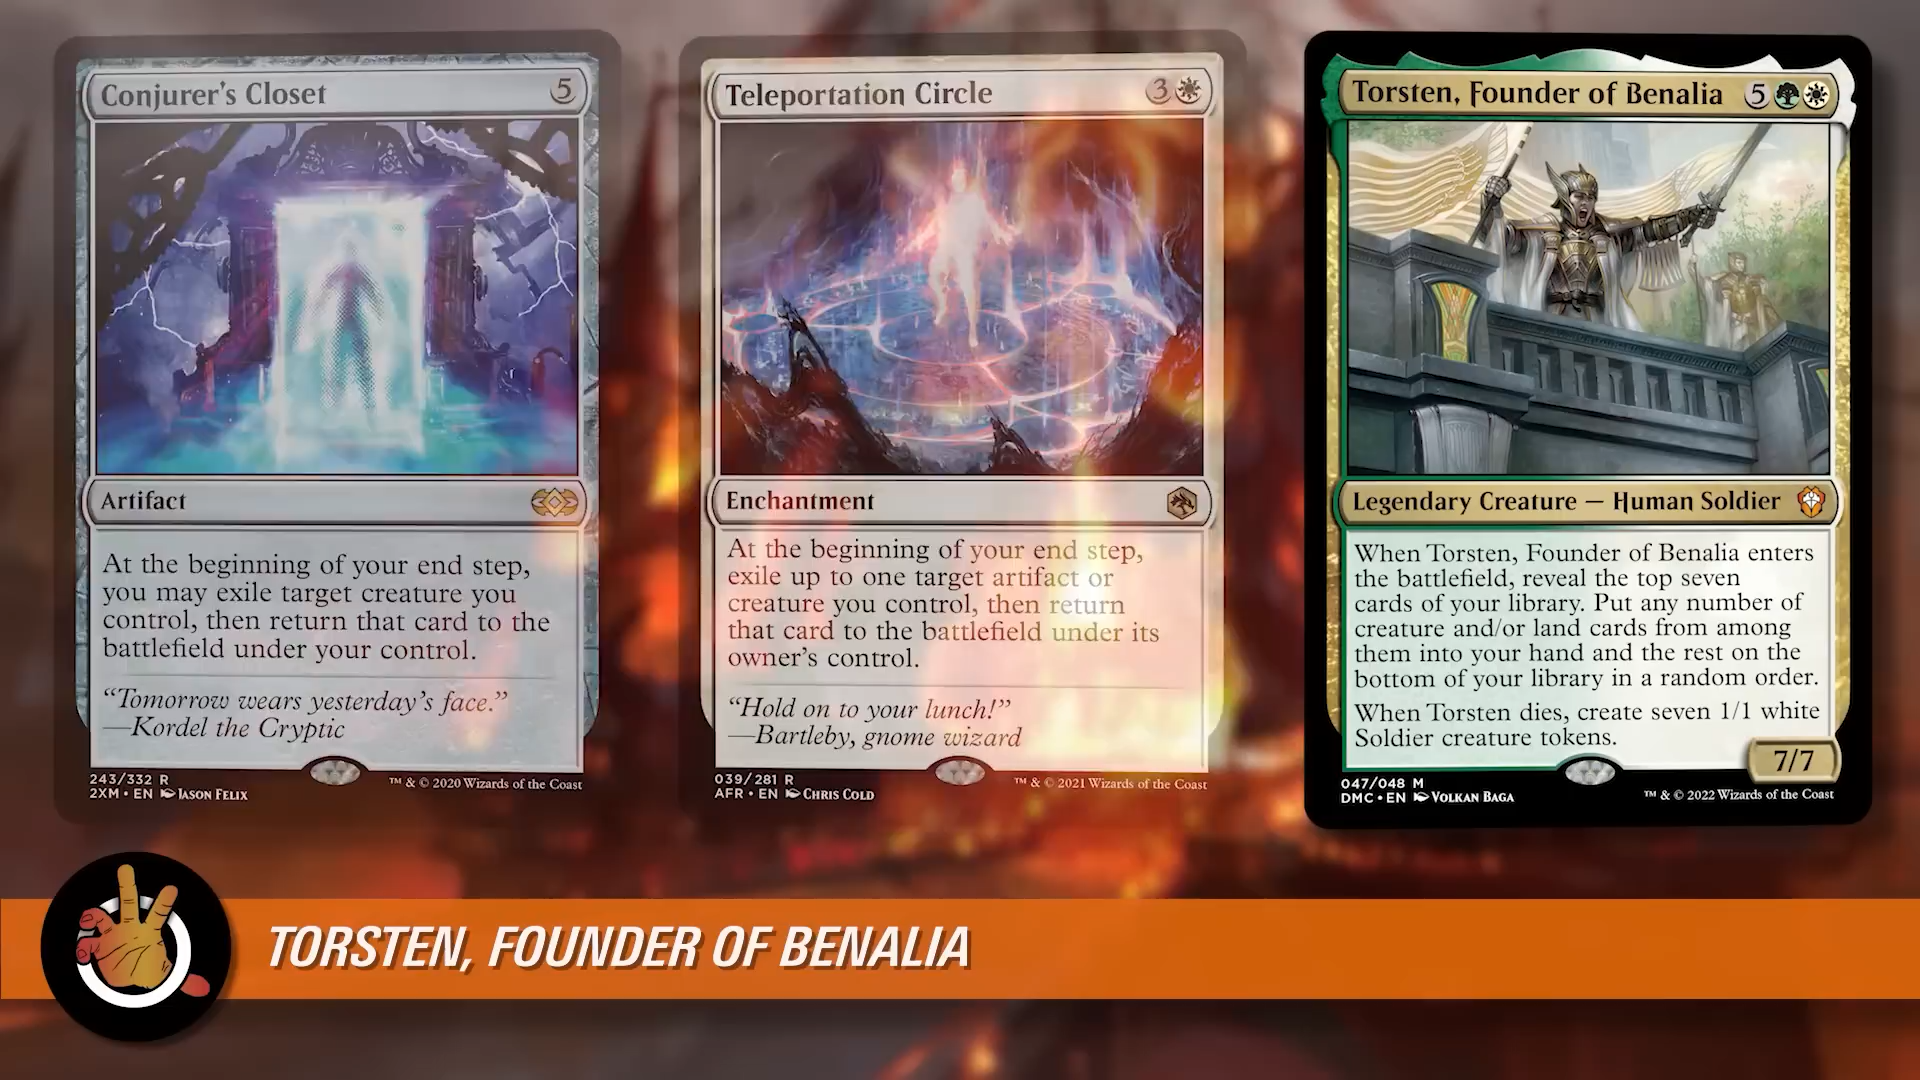 Conjurer's Closet 5
Artifact
At the beginning of your end step,
you may exile target creature you
control, then return that card to the
battlefield under your control.
“Tomorrow wears yesterday's face.”
—Kordel the Cryptic
243/332 R
2XM • EN Jason Felix
™ & © 2020 Wizards of the Coast
Teleportation Circle 3
Enchantment
At the beginning of your end step,
exile up to one target artifact or
creature you control, then return
that card to the battlefield under its
owner's control.
“Hold on to your lunch!”
—Bartleby, gnome wizard
039/281 R
AFR • EN Chris Cold
™ & © 2021 Wizards of the Coast
Torsten, Founder of Benalia 5
Legendary Creature — Human Soldier
When Torsten, Founder of Benalia enters
the battlefield, reveal the top seven
cards of your library. Put any number of
creature and/or land cards from among
them into your hand and the rest on the
bottom of your library in a random order.
When Torsten dies, create seven 1/1 white
Soldier creature tokens.
7/7
047/048 M
DMC • EN Volkan Baga
™ & © 2022 Wizards of the Coast
TORSTEN, FOUNDER OF BENALIA